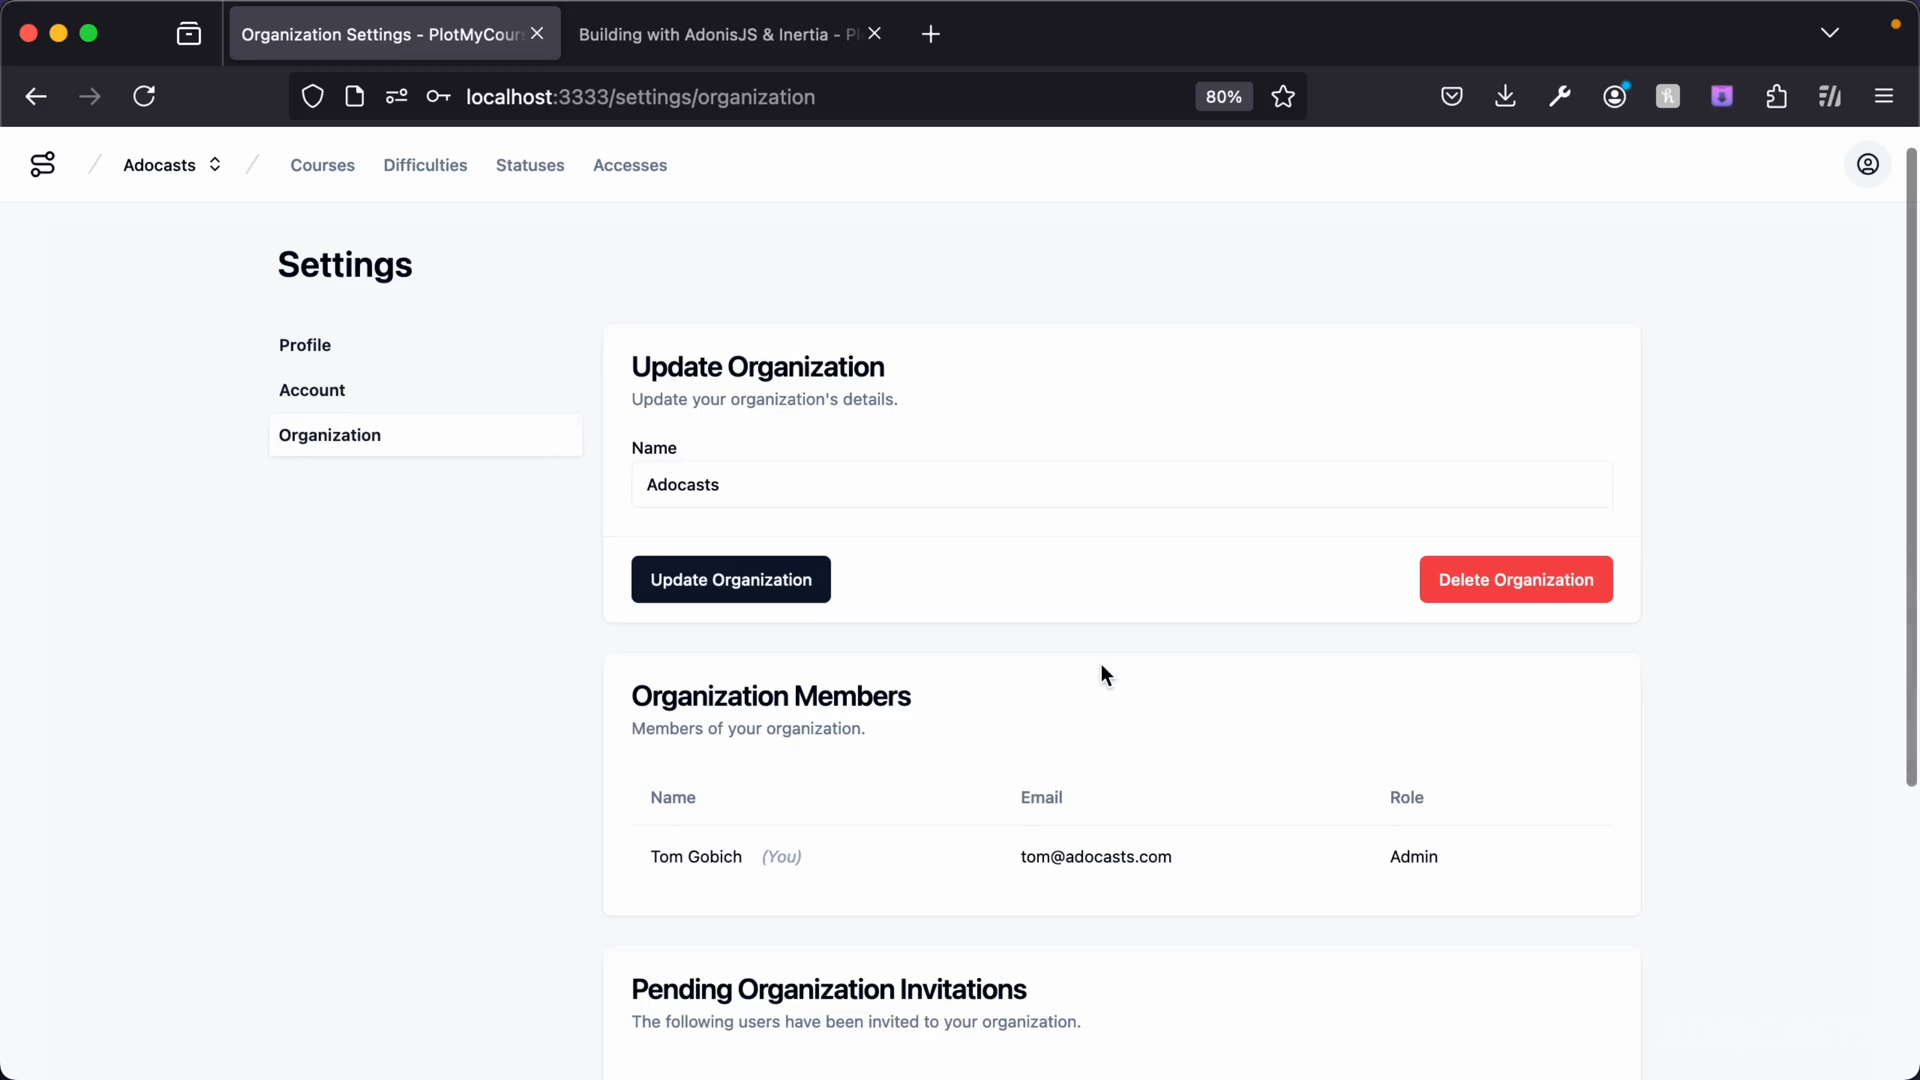 Organization Settings - PlotMyCour
Building with AdonisJS & Inertia - Pl
localhost:3333/settings/organization
80%
Adocasts
Courses
Difficulties
Statuses
Accesses
Settings
Profile
Account
Organization
Update Organization
Update your organization's details.
Name
Adocasts
Update Organization
Delete Organization
Organization Members
Members of your organization.
Name Email Role
Tom Gobich (You) tom@adocasts.com Admin
Pending Organization Invitations
The following users have been invited to your organization.